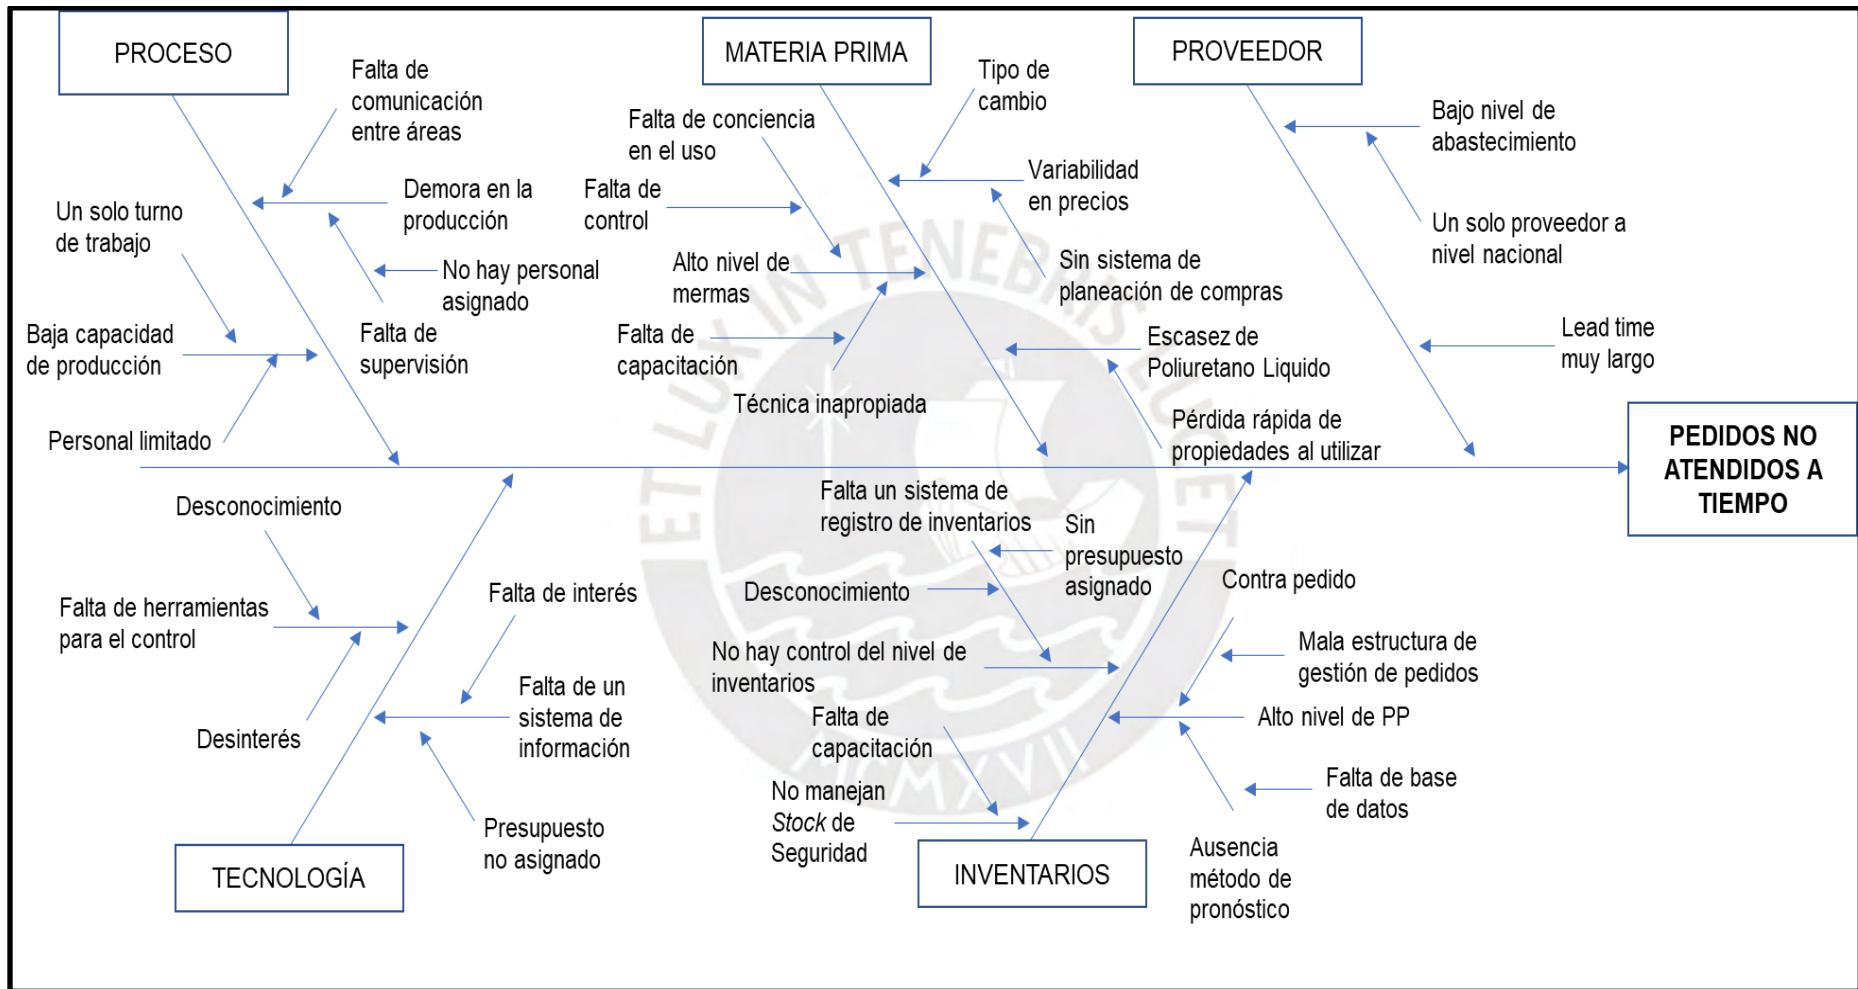 PROCESO
MATERIA PRIMA
PROVEEDOR
Falta de
comunicación
entre áreas
Demora en la
producción
No hay personal
asignado
Falta de
supervisión
Un solo turno
de trabajo
Baja capacidad
de producción
Personal limitado
Falta de conciencia
en el uso
Falta de
control
Alto nivel de
mermas
Falta de
capacitación
Técnica inapropiada
Tipo de
cambio
Variabilidad
en precios
Sin sistema de
planeación de compras
Escasez de
Poliuretano Liquido
Pérdida rápida de
propiedades al utilizar
Bajo nivel de
abastecimiento
Un solo proveedor a
nivel nacional
Lead time
muy largo
PEDIDOS NO
ATENDIDOS A
TIEMPO
Desconocimiento
Falta de herramientas
para el control
Desinterés
Falta de interés
Falta de un
sistema de
información
Presupuesto
no asignado
TECNOLOGÍA
Falta un sistema de
registro de inventarios
Sin
presupuesto
asignado
Desconocimiento
No hay control del nivel de
inventarios
Falta de
capacitación
No manejan
Stock de
Seguridad
Contra pedido
Mala estructura de
gestión de pedidos
Alto nivel de PP
Falta de base
de datos
Ausencia
método de
pronóstico
INVENTARIOS
ET LUX IN TENEBRIS LUCET
MCMXVII